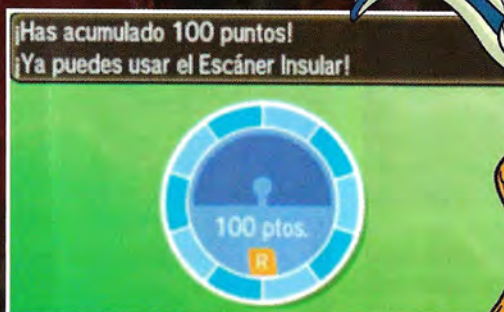 ¡Has acumulado 100 puntos!
¡Ya puedes usar el Escáner Insular!
100 ptos.
R